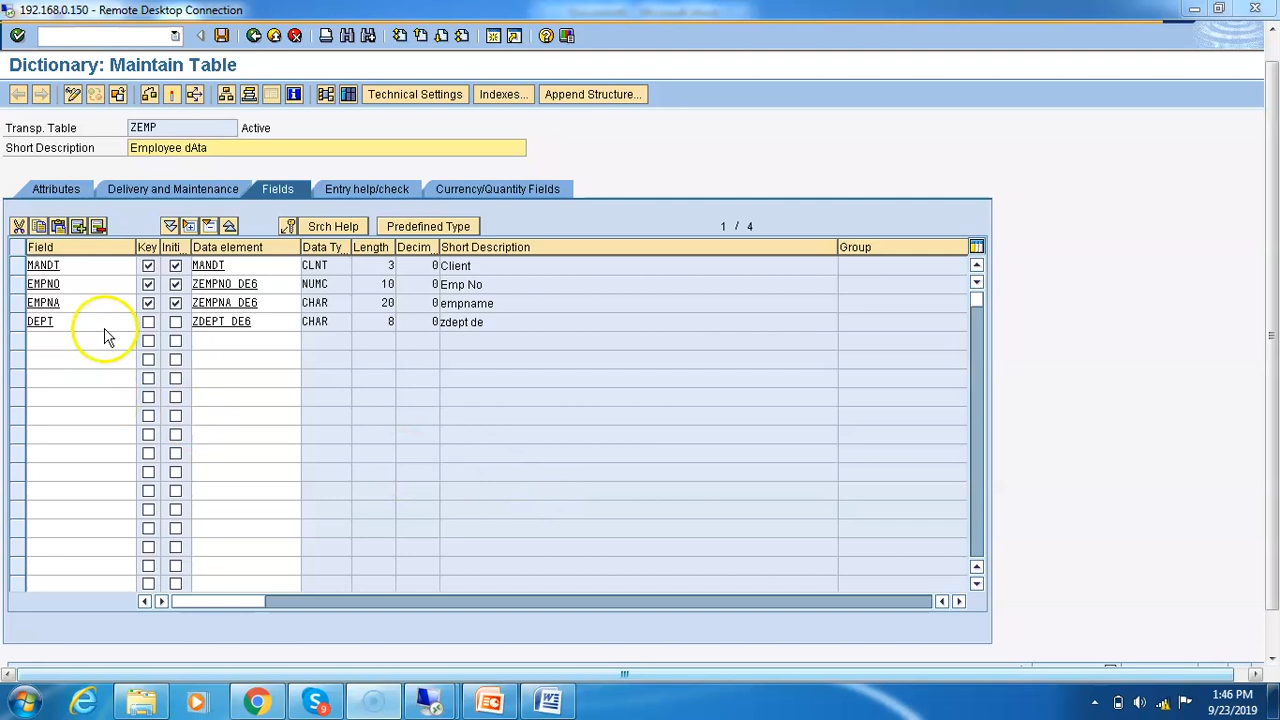 192.168.0.150 - Remote Desktop Connection
Dictionary: Maintain Table
Technical Settings Indexes... Append Structure...
Transp. Table ZEMP Active
Short Description Employee dAta
Attributes Delivery and Maintenance Fields Entry help/check Currency/Quantity Fields
Srch Help Predefined Type 1 / 4
Field Key Initi... Data element Data Ty... Length Decim... Short Description Group
MANDT MANDT CLNT 3 0 Client
EMPNO ZEMPNO_DE6 NUMC 10 0 Emp No
EMPNA ZEMPNA_DE6 CHAR 20 0 empname
DEPT ZDEPT_DE6 CHAR 8 0 zdept de
1:46 PM
9/23/2019